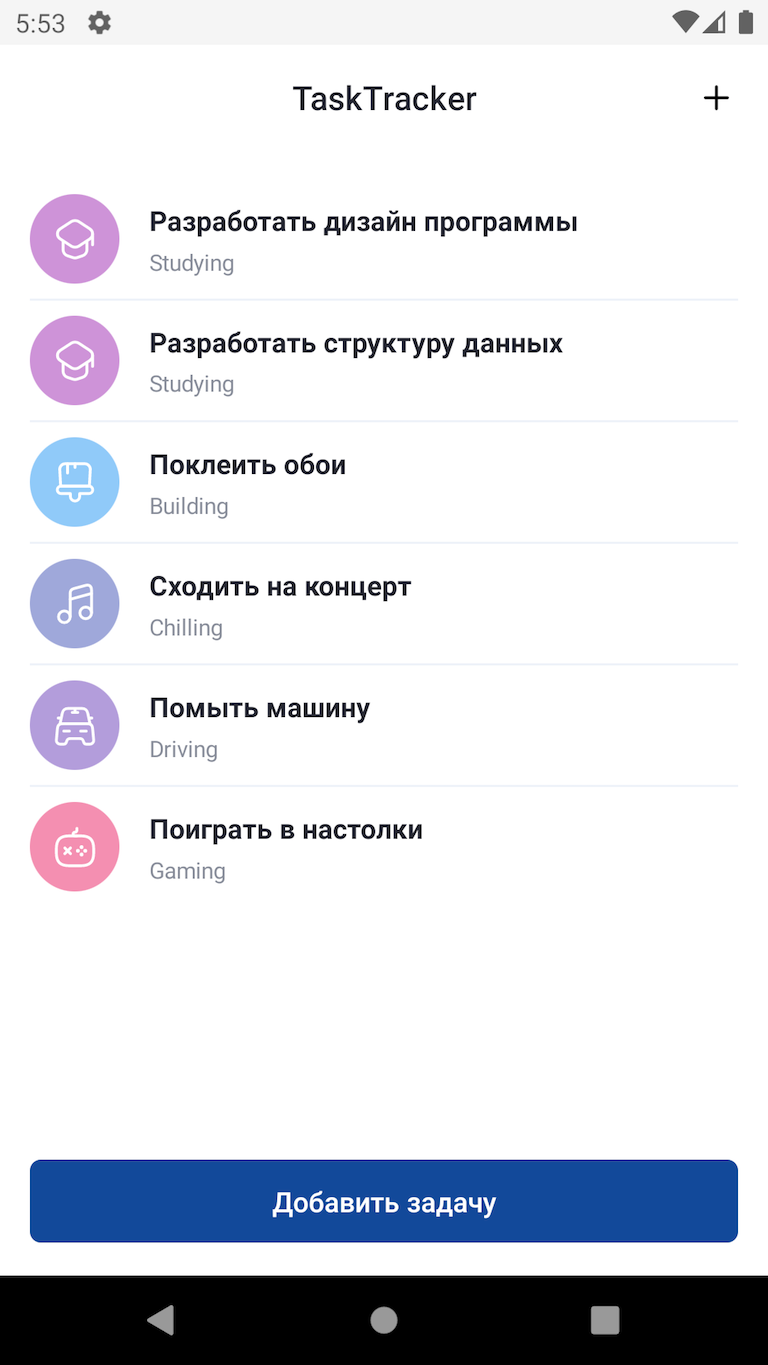 5:53
TaskTracker
Разработать дизайн программы
Studying
Разработать структуру данных
Studying
Поклеить обои
Building
Сходить на концерт
Chilling
Помыть машину
Driving
Поиграть в настолки
Gaming
Добавить задачу